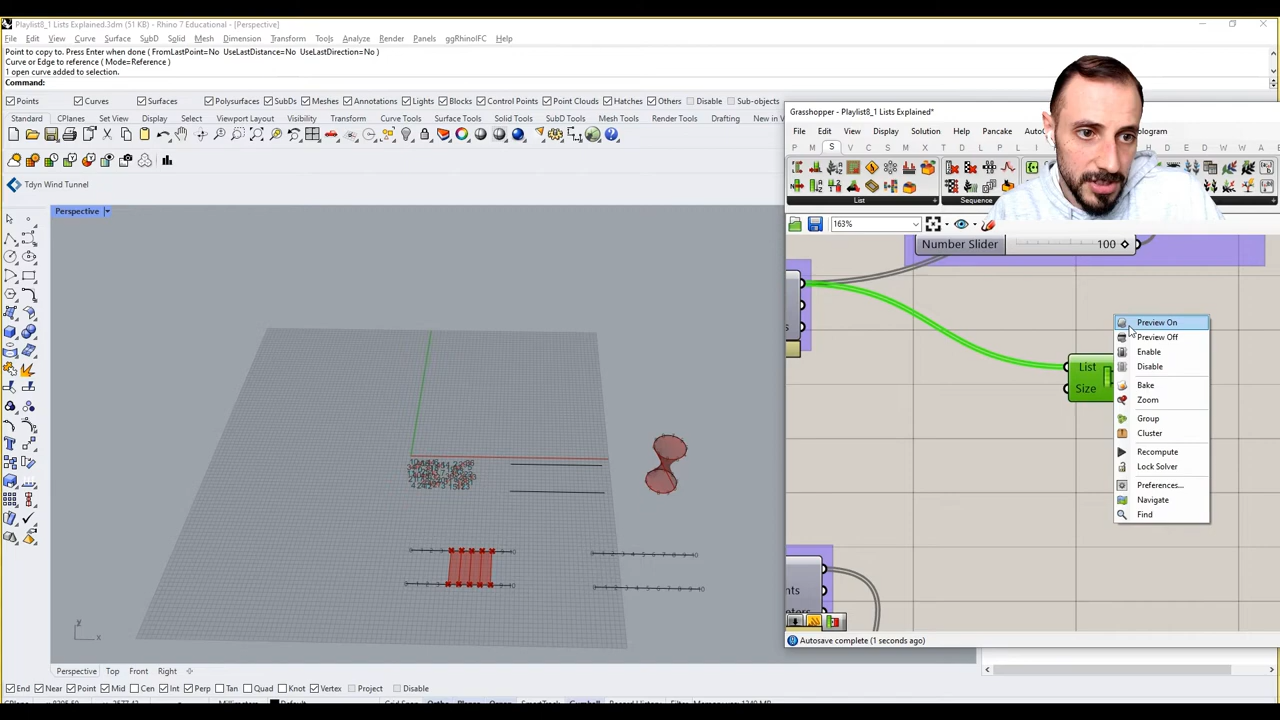 Playlist8_1 Lists Explained.3dm (51 KB) - Rhino 7 Educational - [Perspective]
File Edit View Curve Surface SubD Solid Mesh Dimension Transform Tools Analyze Render Panels ggRhinoIFC Help
Point to copy to. Press Enter when done ( FromLastPoint=No UseLastDistance=No UseLastDirection=No )
Curve or Edge to reference ( Mode=Reference )
1 open curve added to selection.
Command:
Points Curves Surfaces Polysurfaces SubDs Meshes Annotations Lights Blocks Control Points Point Clouds Hatches Others Disable Sub-objects
Standard CPlanes Set View Display Select Viewport Layout Visibility Transform Curve Tools Surface Tools Solid Tools SubD Tools Mesh Tools Render Tools Drafting New in V
Tdyn Wind Tunnel
Perspective
Grasshopper - Playlist8_1 Lists Explained*
File Edit View Display Solution Help Pancake
P M S V C S M I T D
List
Sequence
163%
Number Slider
100
List
Size
Preview On
Preview Off
Enable
Disable
Bake
Zoom
Group
Cluster
Recompute
Lock Solver
Preferences...
Navigate
Find
Autosave complete (1 seconds ago)
y
x
Perspective Top Front Right
End Near Point Mid Cen Int Perp Tan Quad Knot Vertex Project Disable